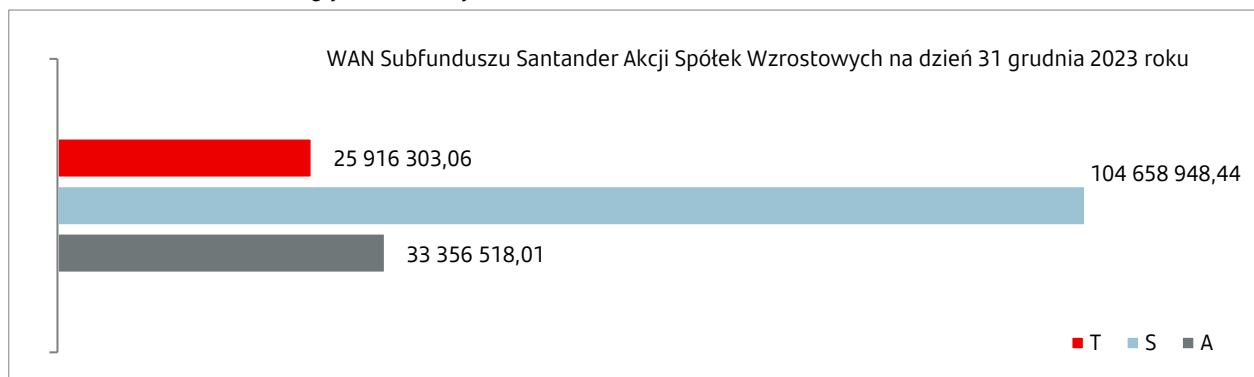 WAN Subfunduszu Santander Akcji Spółek Wzrostowych na dzień 31 grudnia 2023 roku
25 916 303,06
104 658 948,44
33 356 518,01
T S A